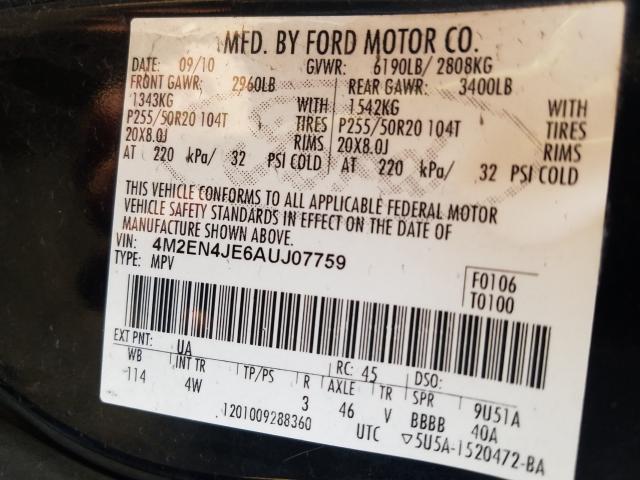 MFD. BY FORD MOTOR CO.
DATE: 09/10 GVWR: 6190LB/ 2808KG
FRONT GAWR: 2960LB REAR GAWR: 3400LB
1343KG WITH 1542KG WITH
P255/50R20 104T TIRES P255/50R20 104T TIRES
20X8.0J RIMS 20X8.0J RIMS
AT 220 kPa/ 32 PSI COLD AT 220 kPa/ 32 PSI COLD
THIS VEHICLE CONFORMS TO ALL APPLICABLE FEDERAL MOTOR
VEHICLE SAFETY STANDARDS IN EFFECT ON THE DATE OF
MANUFACTURE SHOWN ABOVE.
VIN: 4M2EN4JE6AUJ07759
TYPE: MPV
F0106
T0100
EXT PNT: UA RC: 45 DSO:
WB INT TR TP/PS R AXLE TR SPR 9U51A
114 4W 3 46 V BBBB 40A
1201009288360 UTC ▽5U5A-1520472-BA